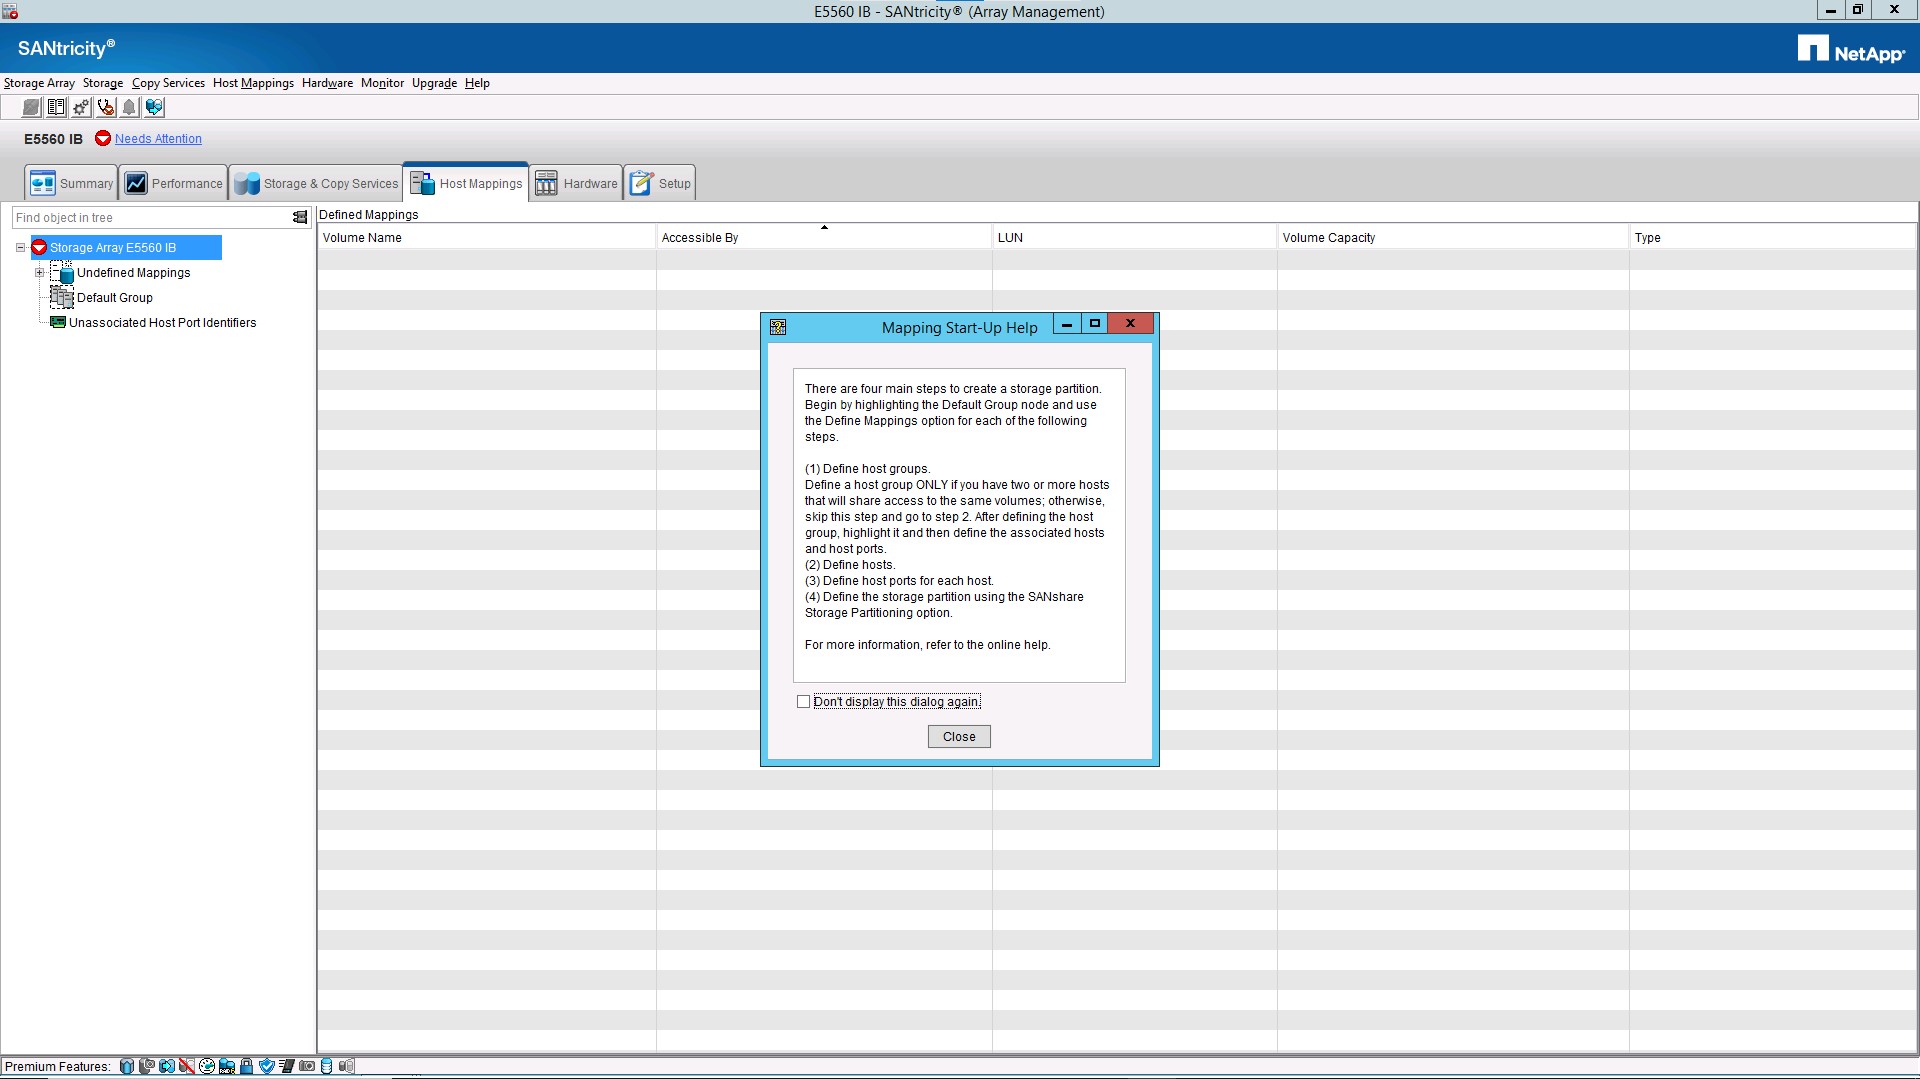 E5560 IB - SANtricity® (Array Management)
SANtricity®
NetApp®
Storage Array Storage Copy Services Host Mappings Hardware Monitor Upgrade Help
E5560 IB Needs Attention
Summary Performance Storage & Copy Services Host Mappings Hardware Setup
Find object in tree
Storage Array E5560 IB
Undefined Mappings
Default Group
Unassociated Host Port Identifiers
Defined Mappings
Volume Name Accessible By LUN Volume Capacity Type
Mapping Start-Up Help
There are four main steps to create a storage partition.
Begin by highlighting the Default Group node and use
the Define Mappings option for each of the following
steps.
(1) Define host groups.
Define a host group ONLY if you have two or more hosts
that will share access to the same volumes; otherwise,
skip this step and go to step 2. After defining the host
group, highlight it and then define the associated hosts
and host ports.
(2) Define hosts.
(3) Define host ports for each host.
(4) Define the storage partition using the SANshare
Storage Partitioning option.
For more information, refer to the online help.
Don't display this dialog again.
Close
Premium Features: